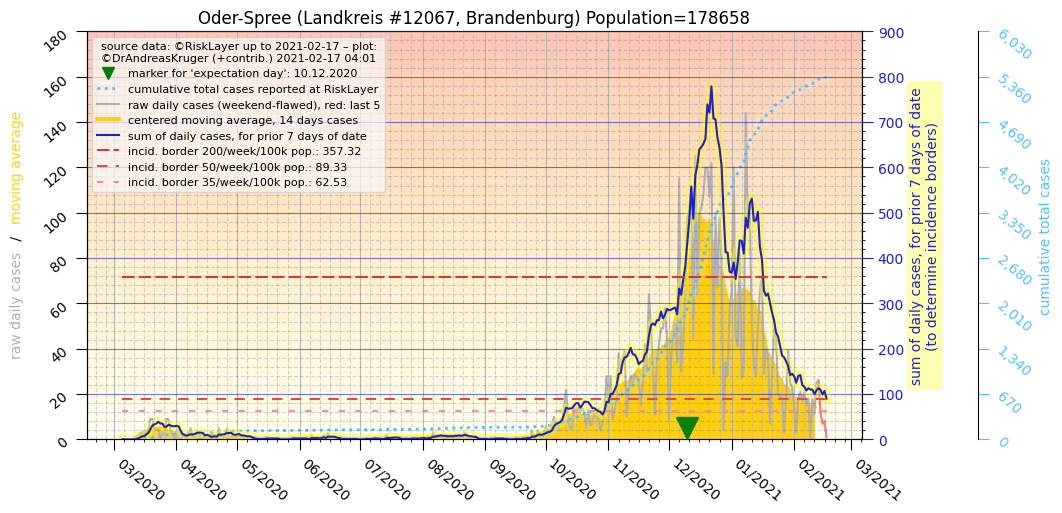 Oder-Spree (Landkreis #12067, Brandenburg) Population=178658
source data: ©RiskLayer up to 2021-02-17 – plot:
©DrAndreasKruger (+contrib.) 2021-02-17 04:01
marker for 'expectation day': 10.12.2020
cumulative total cases reported at RiskLayer
raw daily cases (weekend-flawed), red: last 5
centered moving average, 14 days cases
sum of daily cases, for prior 7 days of date
incid. border 200/week/100k pop.: 357.32
incid. border 50/week/100k pop.: 89.33
incid. border 35/week/100k pop.: 62.53
raw daily cases / moving average
180
160
140
120
100
80
60
40
20
0
03/2020
04/2020
05/2020
06/2020
07/2020
08/2020
09/2020
10/2020
11/2020
12/2020
01/2021
02/2021
03/2021
900
800
700
600
500
400
300
200
100
0
sum of daily cases, for prior 7 days of date
(to determine incidence borders)
6,030
5,360
4,690
4,020
3,350
2,680
2,010
1,340
670
0
cumulative total cases